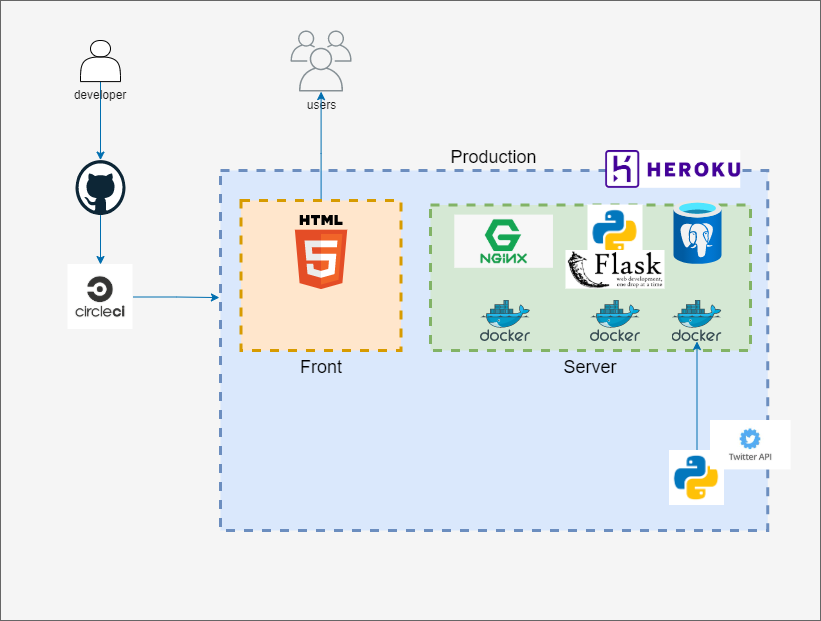 developer
users
Production
HEROKU
HTML
5
NGINX
Flask
web development,
one drop at a time
circleci
docker
docker
docker
Front
Server
Twitter API